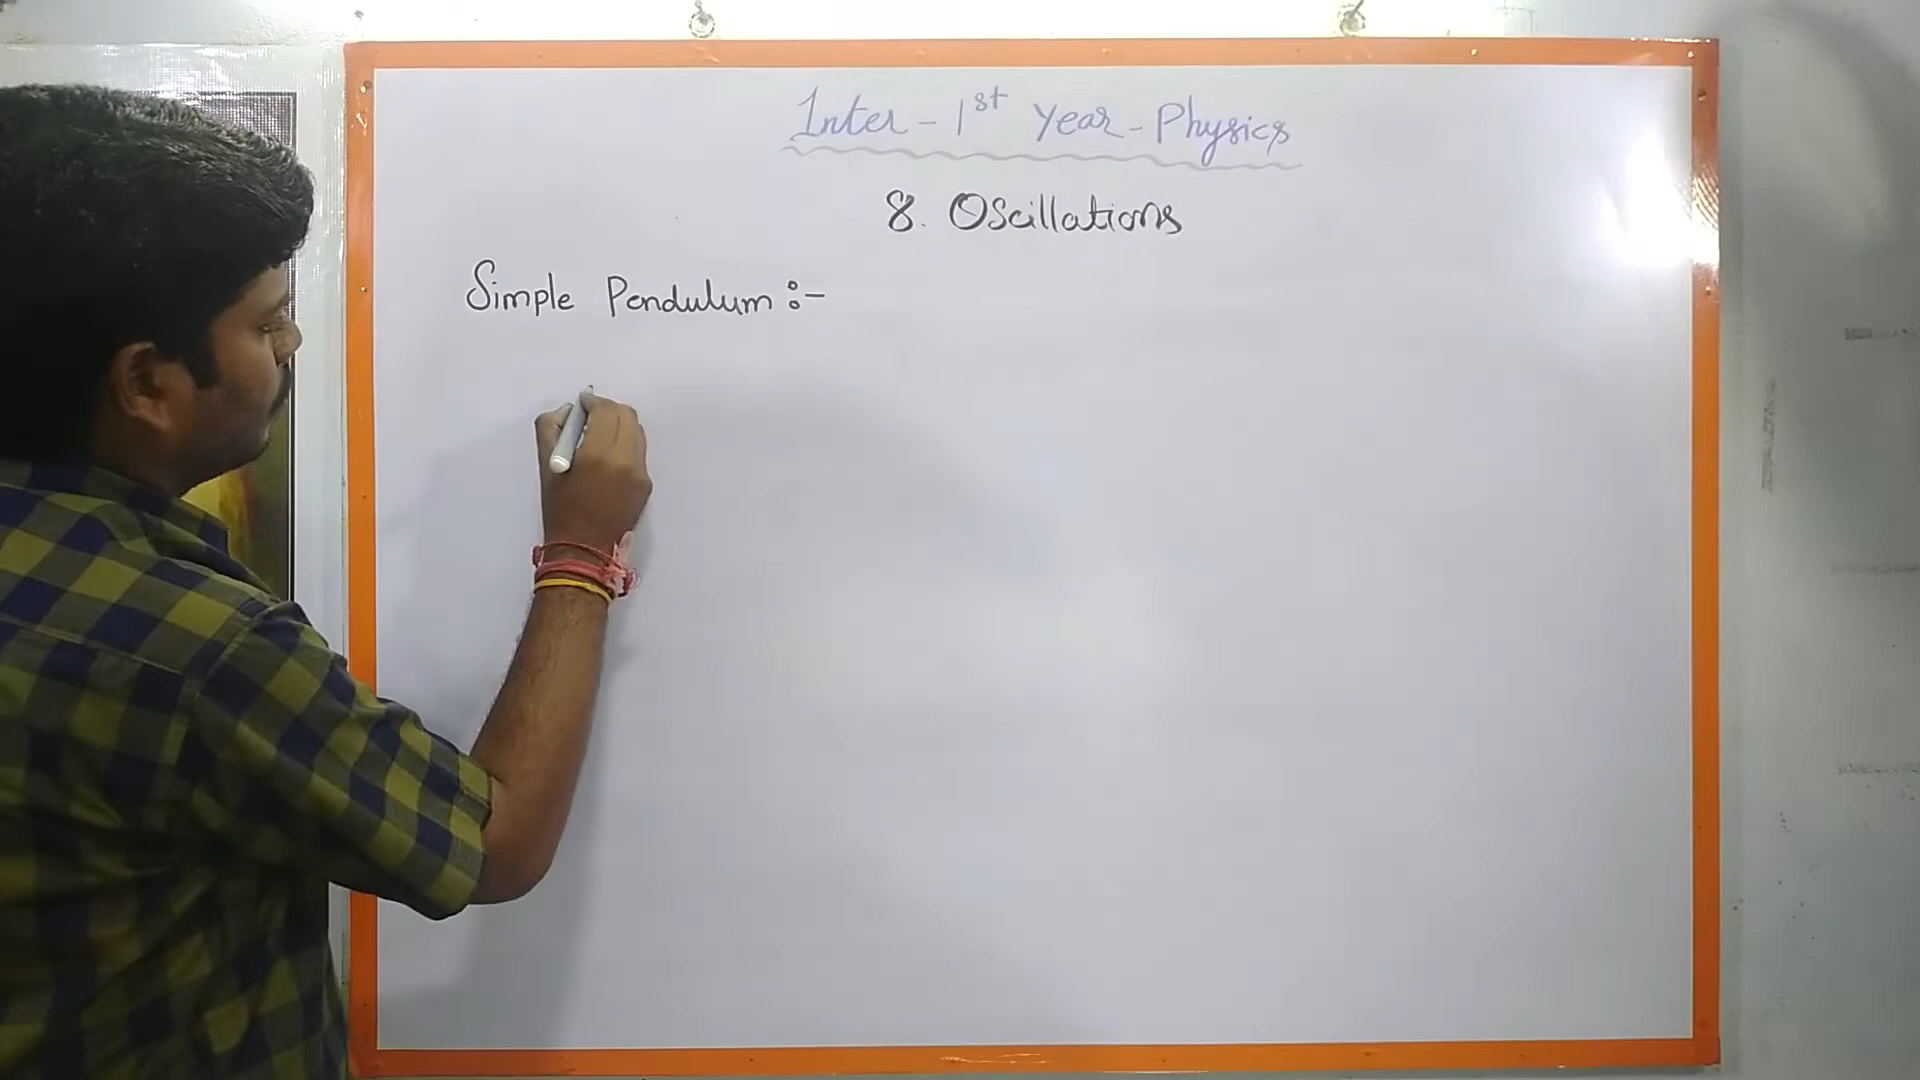 Inter - 1st Year - Physics
8. Oscillations
Simple Pendulum :-